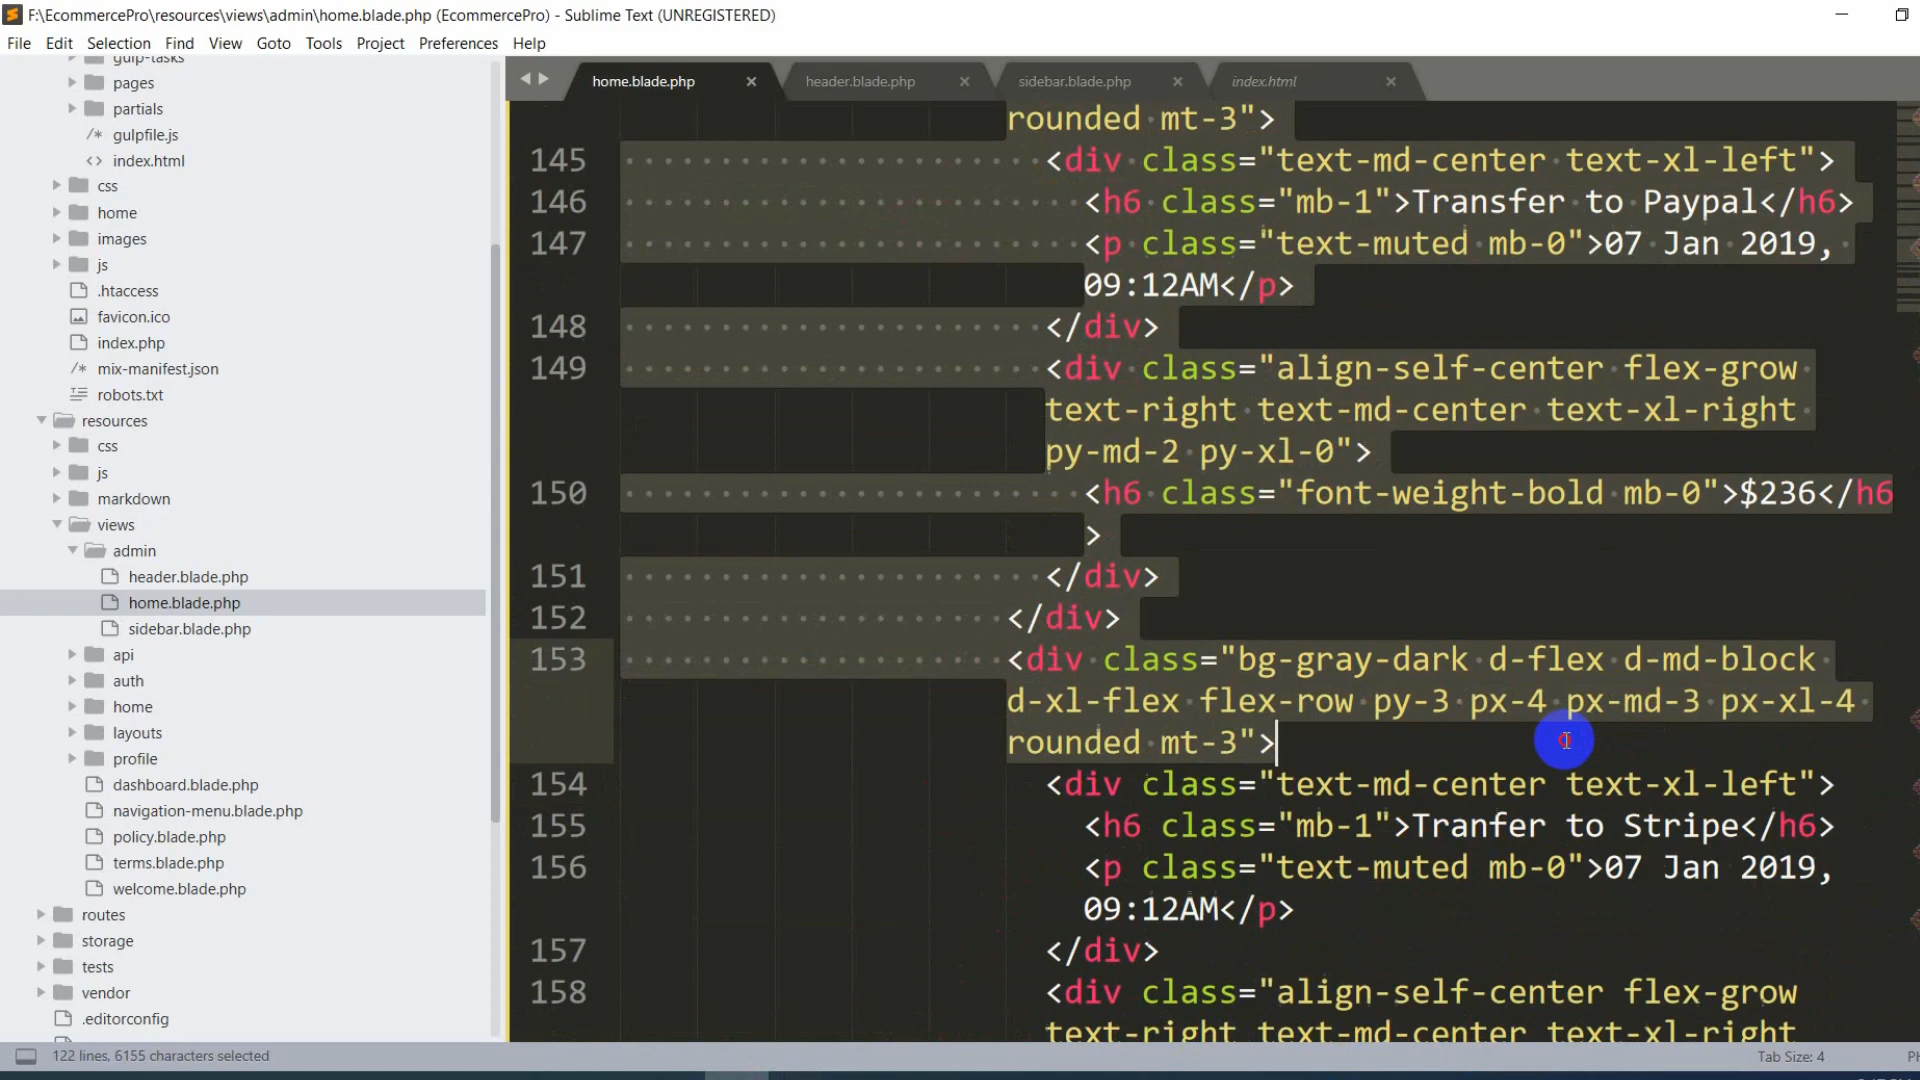 F:\EcommercePro\resources\views\admin\home.blade.php (EcommercePro) - Sublime Text (UNREGISTERED)
File Edit Selection Find View Goto Tools Project Preferences Help
gulp-tasks
pages
partials
/* gulpfile.js
<> index.html
css
home
images
js
.htaccess
favicon.ico
index.php
/* mix-manifest.json
robots.txt
resources
css
js
markdown
views
admin
header.blade.php
home.blade.php
sidebar.blade.php
api
auth
home
layouts
profile
dashboard.blade.php
navigation-menu.blade.php
policy.blade.php
terms.blade.php
welcome.blade.php
routes
storage
tests
vendor
.editorconfig
home.blade.php header.blade.php sidebar.blade.php index.html
rounded mt-3">
145 <div class="text-md-center text-xl-left">
146 <h6 class="mb-1">Transfer to Paypal</h6>
147 <p class="text-muted mb-0">07 Jan 2019,
09:12AM</p>
148 </div>
149 <div class="align-self-center flex-grow
text-right text-md-center text-xl-right
py-md-2 py-xl-0">
150 <h6 class="font-weight-bold mb-0">$236</h6
>
151 </div>
152 </div>
153 <div class="bg-gray-dark d-flex d-md-block
d-xl-flex flex-row py-3 px-4 px-md-3 px-xl-4
rounded mt-3">
154 <div class="text-md-center text-xl-left">
155 <h6 class="mb-1">Tranfer to Stripe</h6>
156 <p class="text-muted mb-0">07 Jan 2019,
09:12AM</p>
157 </div>
158 <div class="align-self-center flex-grow
text-right text-md-center text-xl-right
122 lines, 6155 characters selected
Tab Size: 4